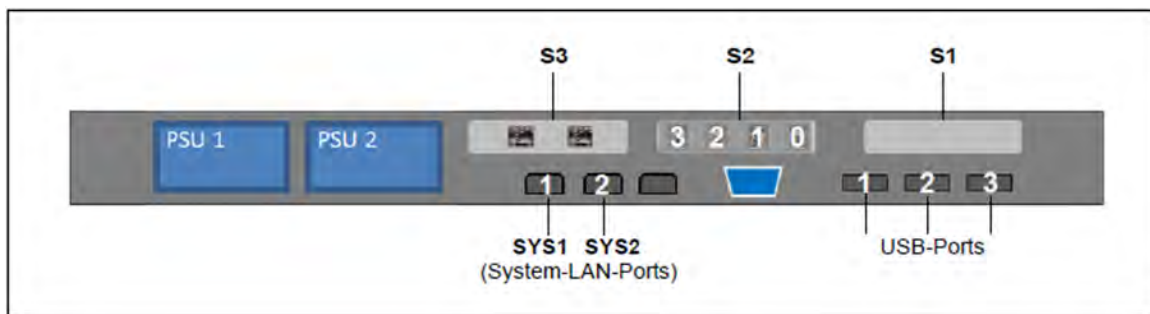 S3 S2 S1
PSU 1 PSU 2 3 2 1 0
1 2 1 2 3
SYS1 SYS2 USB-Ports
(System-LAN-Ports)